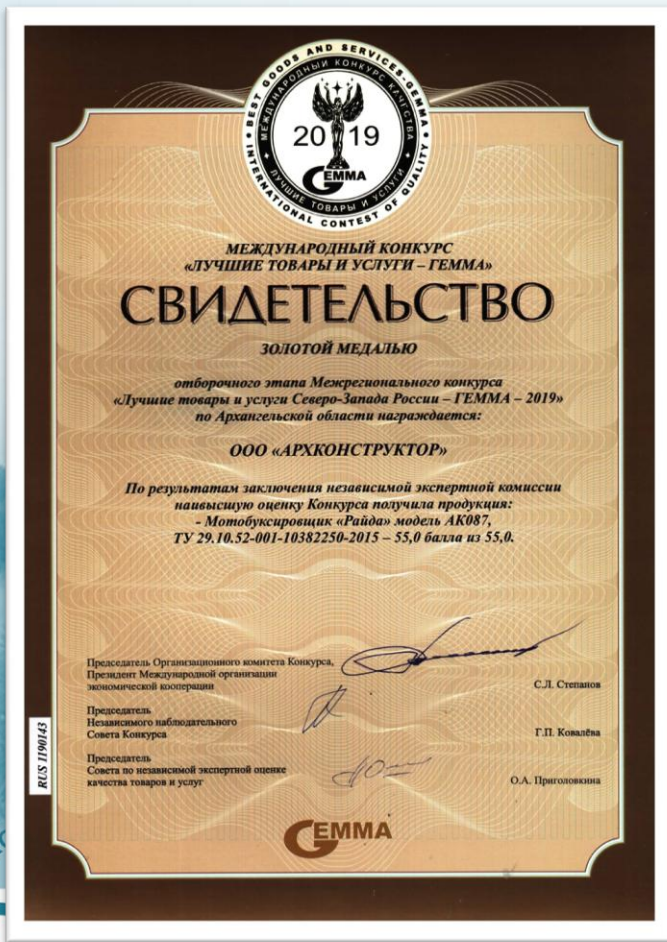 BEST GOODS AND SERVICES-GEMMA
INTERNATIONAL CONTEST OF QUALITY
МЕЖДУНАРОДНЫЙ КОНКУРС КАЧЕСТВА
ЛУЧШИЕ ТОВАРЫ И УСЛУГИ
2019
GEMMA
МЕЖДУНАРОДНЫЙ КОНКУРС
«ЛУЧШИЕ ТОВАРЫ И УСЛУГИ – ГЕММА»
СВИДЕТЕЛЬСТВО
ЗОЛОТОЙ МЕДАЛЬЮ
отборочного этапа Межрегионального конкурса
«Лучшие товары и услуги Северо-Запада России – ГЕММА – 2019»
по Архангельской области награждается:
ООО «АРХКОНСТРУКТОР»
По результатам заключения независимой экспертной комиссии
наивысшую оценку Конкурса получила продукция:
- Мотобуксировщик «Райда» модель АК087,
ТУ 29.10.52-001-10382250-2015 – 55,0 балла из 55,0.
Председатель Организационного комитета Конкурса,
Президент Международной организации
экономической кооперации
С.Л. Степанов
Председатель
Независимого наблюдательного
Совета Конкурса
Г.П. Ковалёва
Председатель
Совета по независимой экспертной оценке
качества товаров и услуг
О.А. Приголовкина
RUS 1190143
GEMMA